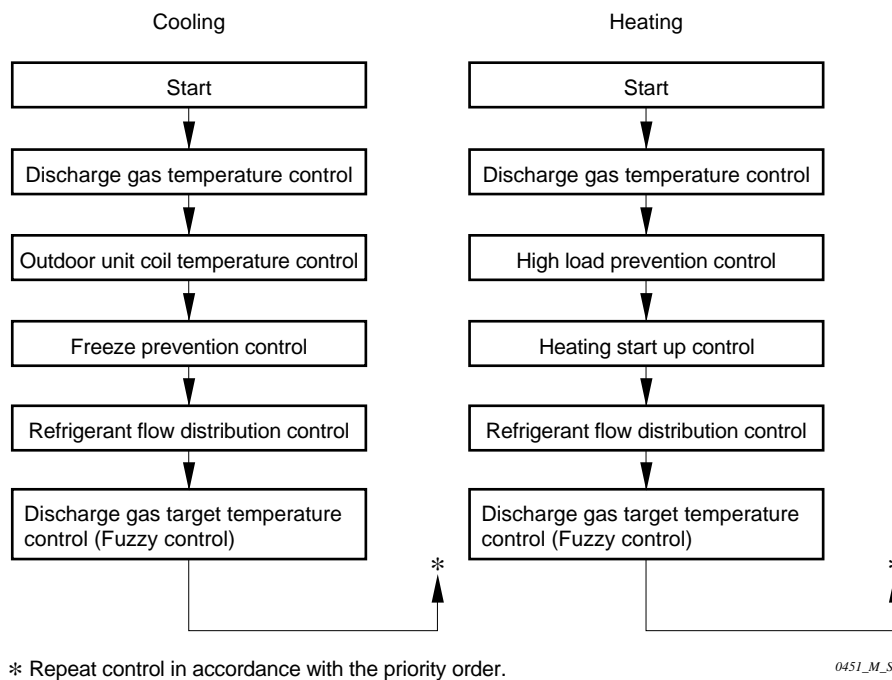 Cooling
Start
Discharge gas temperature control
Outdoor unit coil temperature control
Freeze prevention control
Refrigerant flow distribution control
Discharge gas target temperature
control (Fuzzy control)
*
Heating
Start
Discharge gas temperature control
High load prevention control
Heating start up control
Refrigerant flow distribution control
Discharge gas target temperature
control (Fuzzy control)
*
* Repeat control in accordance with the priority order.
0451_M_S